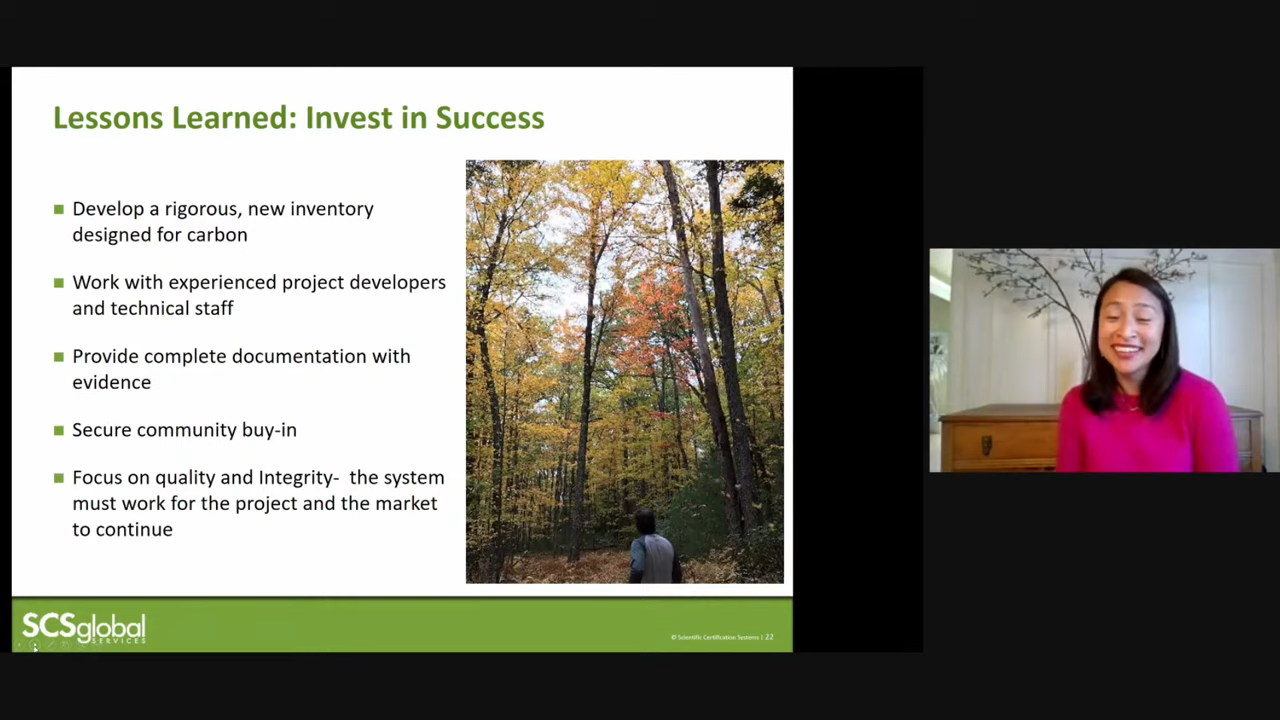 Lessons Learned: Invest in Success
Develop a rigorous, new inventory
designed for carbon
Work with experienced project developers
and technical staff
Provide complete documentation with
evidence
Secure community buy-in
Focus on quality and Integrity-  the system
must work for the project and the market
to continue
SCSglobal
SERVICES
© Scientific Certification Systems | 22